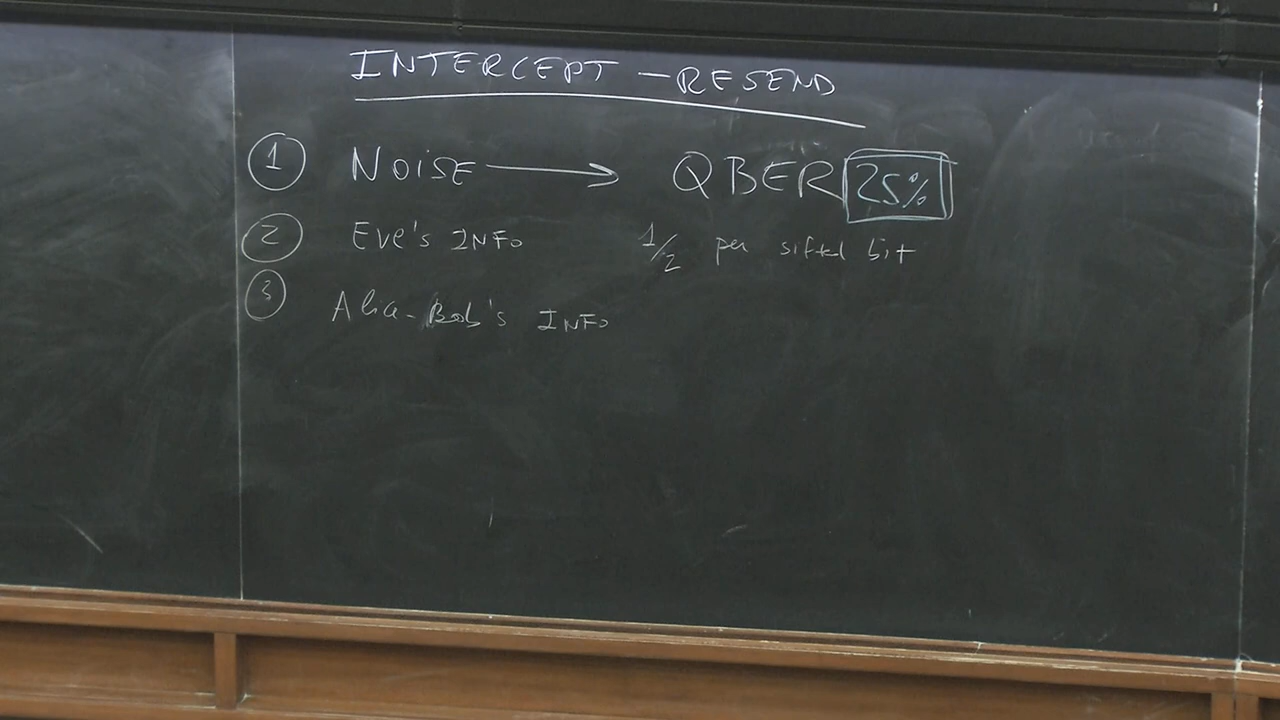 INTERCEPT - RESEND
1 NOISE → QBER 25%
2 Eve's INFO 1/2 per sifted bit
3 Alice-Bob's INFO